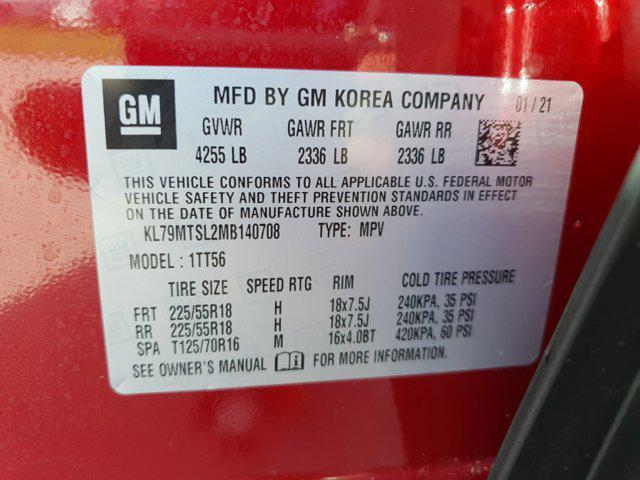 GM
MFD BY GM KOREA COMPANY 01/21
GVWR GAWR FRT GAWR RR
4255 LB 2336 LB 2336 LB
THIS VEHICLE CONFORMS TO ALL APPLICABLE U.S. FEDERAL MOTOR
VEHICLE SAFETY AND THEFT PREVENTION STANDARDS IN EFFECT
ON THE DATE OF MANUFACTURE SHOWN ABOVE.
KL79MTSL2MB140708 TYPE: MPV
MODEL : 1TT56
TIRE SIZE SPEED RTG RIM COLD TIRE PRESSURE
FRT 225/55R18 H 18x7.5J 240KPA, 35 PSI
RR 225/55R18 H 18x7.5J 240KPA, 35 PSI
SPA T125/70R16 M 16x4.0BT 420KPA, 60 PSI
SEE OWNER'S MANUAL i FOR MORE INFORMATION.